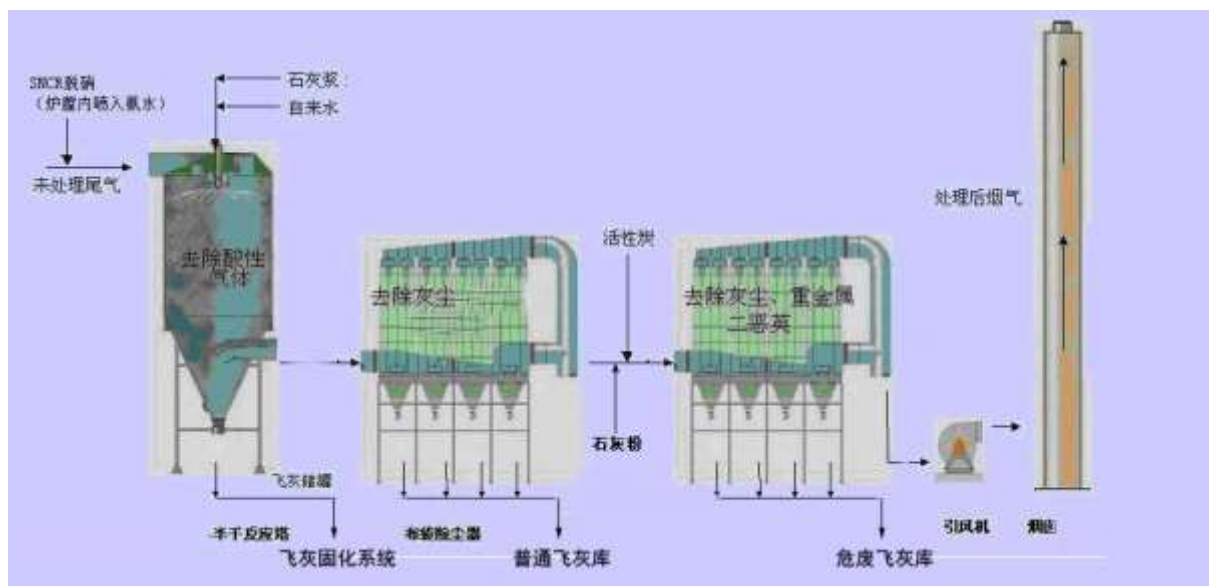 SNCR脱硝
（炉膛内喷入氨水）
未处理尾气
石灰浆
自来水
去除酸性
气体
去除灰尘
活性炭
石灰粉
去除灰尘、重金属
二恶英
处理后烟气
飞灰储罐
半干反应塔
布袋除尘器
引风机
烟囱
飞灰固化系统
普通飞灰库
危废飞灰库